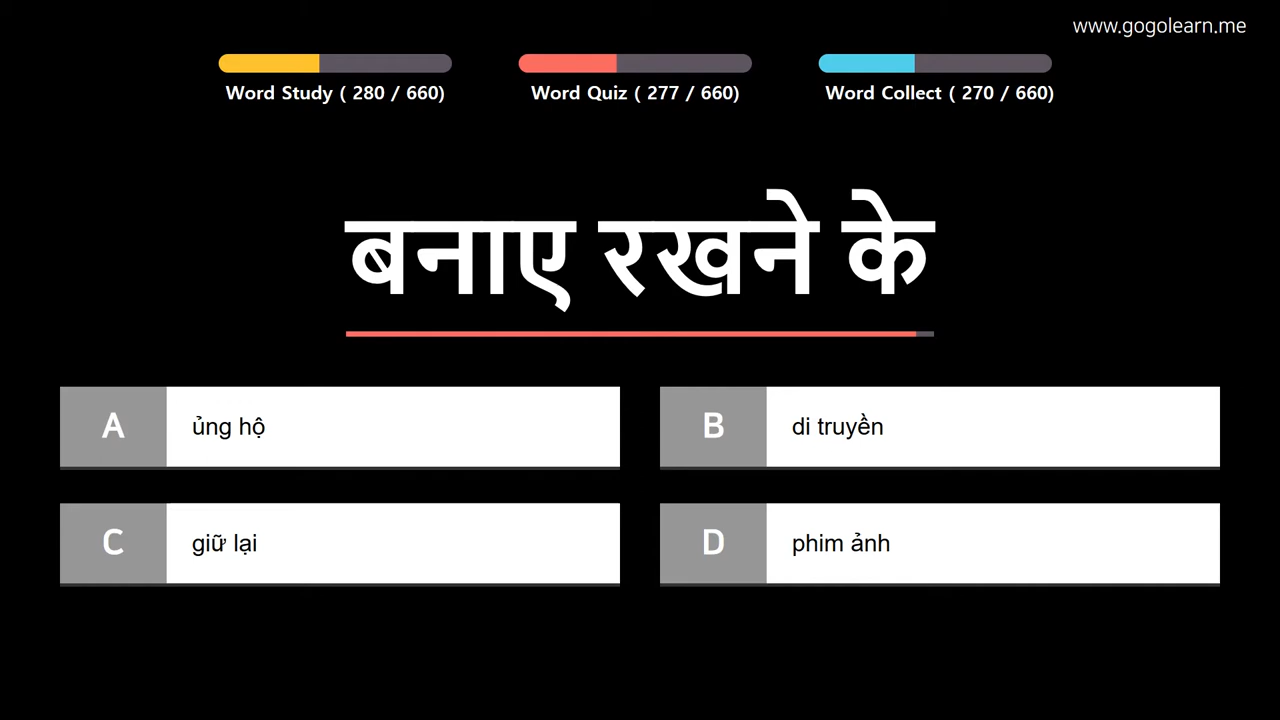 www.gogolearn.me
Word Study ( 280 / 660)
Word Quiz ( 277 / 660)
Word Collect ( 270 / 660)
बनाए रखने के
A
ủng hộ
B
di truyền
C
giữ lại
D
phim ảnh